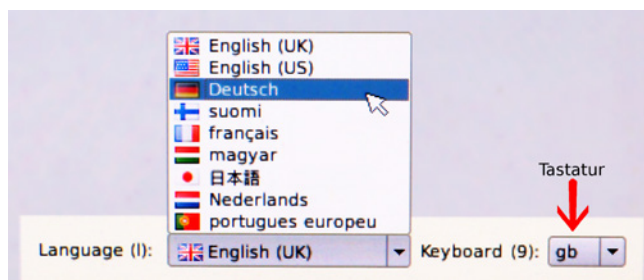 English (UK)
English (US)
Deutsch
suomi
français
magyar
日本語
Nederlands
portugues europeu
Tastatur
Language (l): English (UK) Keyboard (9): gb